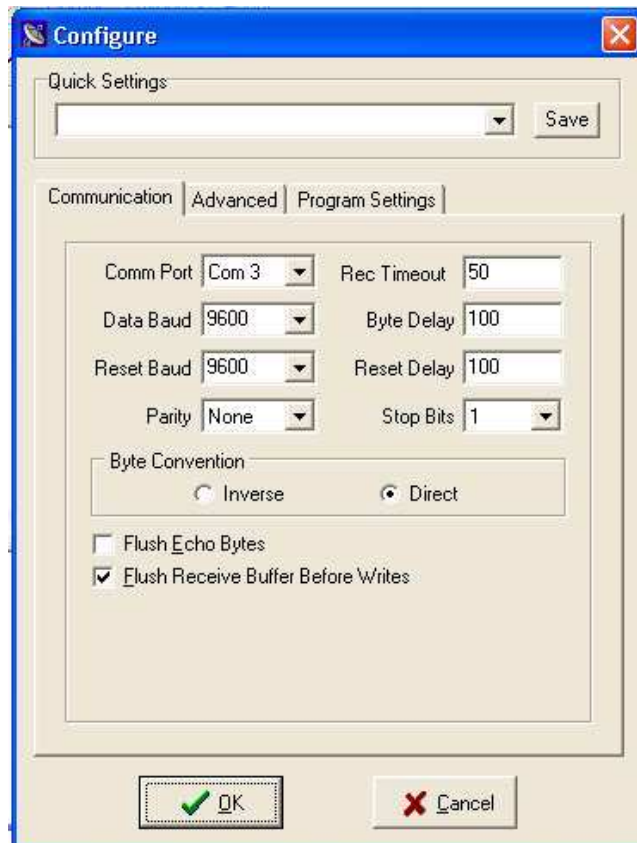 Configure
Quick Settings
Save
Communication Advanced Program Settings
Comm Port Com 3 Rec Timeout 50
Data Baud 9600 Byte Delay 100
Reset Baud 9600 Reset Delay 100
Parity None Stop Bits 1
Byte Convention
Inverse Direct
Flush Echo Bytes
Flush Receive Buffer Before Writes
OK Cancel